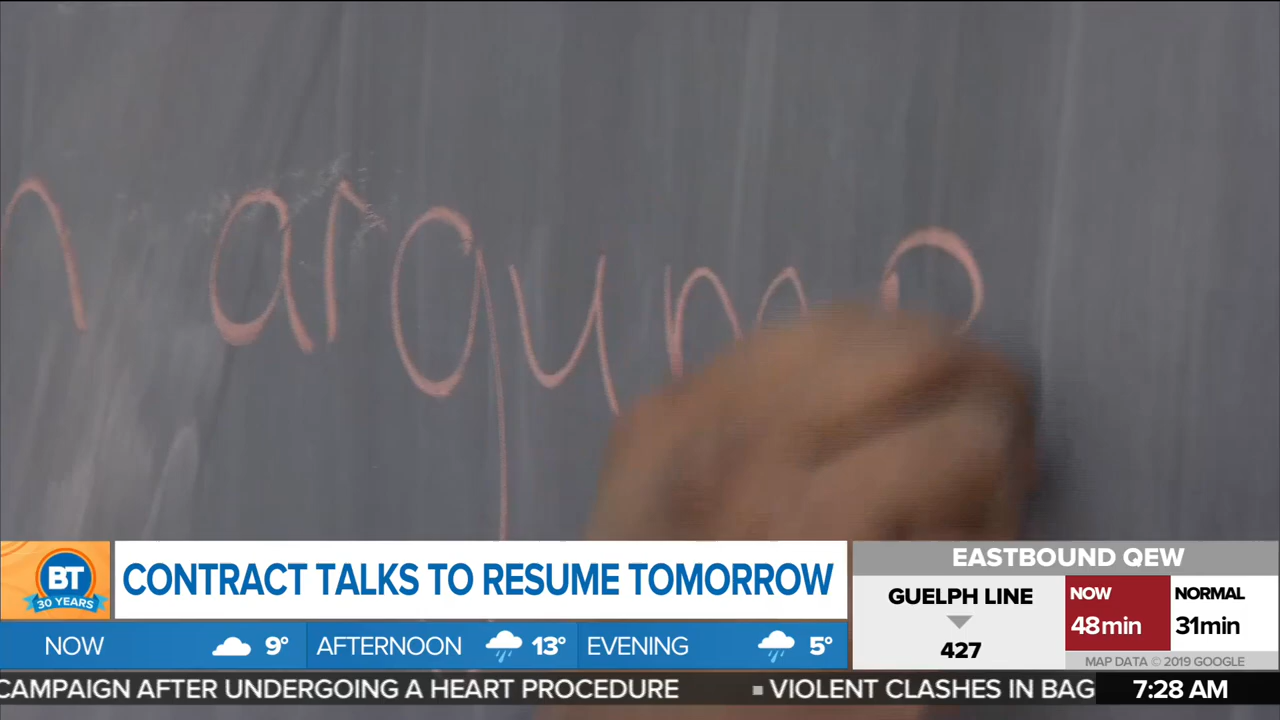 n argume
BT
30 YEARS
CONTRACT TALKS TO RESUME TOMORROW
NOW 9° AFTERNOON 13° EVENING 5°
EASTBOUND QEW
GUELPH LINE
427
NOW
48min
NORMAL
31min
MAP DATA © 2019 GOOGLE
CAMPAIGN AFTER UNDERGOING A HEART PROCEDURE ▪ VIOLENT CLASHES IN BAG
7:28 AM